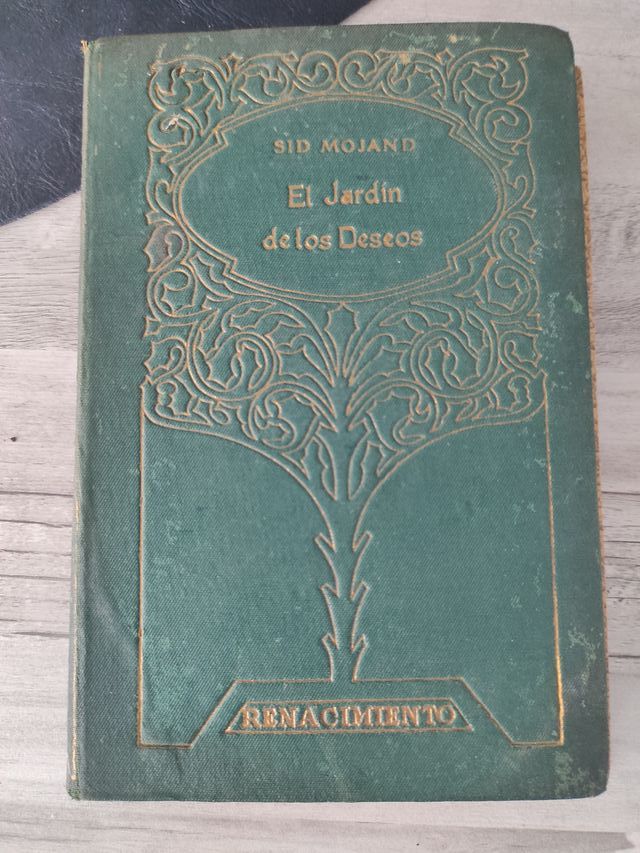 SID MOJAND
El Jardín
de los Deseos
RENACIMIENTO